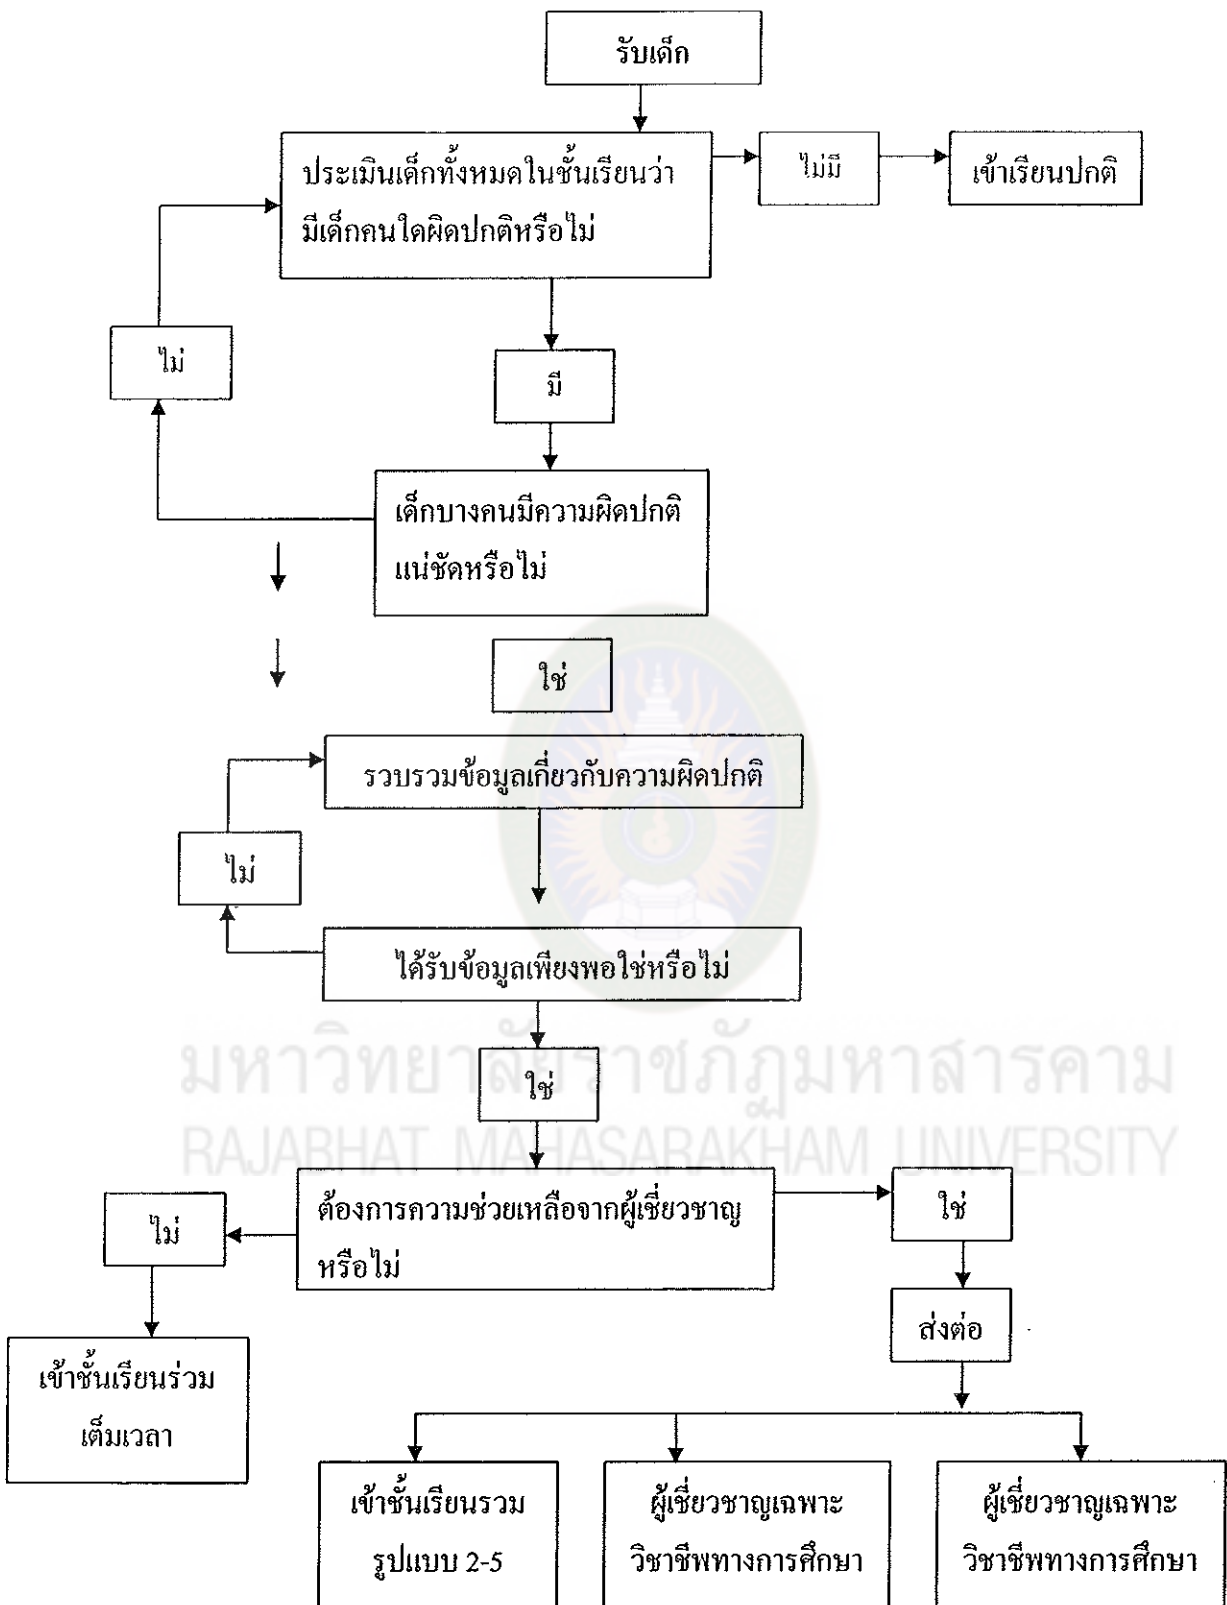 รับเด็ก
ประเมินเด็กทั้งหมดในชั้นเรียนว่า
มีเด็กคนใดผิดปกติหรือไม่
ไม่มี
เข้าเรียนปกติ
ไม่
มี
เด็กบางคนมีความผิดปกติ
แน่ชัดหรือไม่
ใช่
รวบรวมข้อมูลเกี่ยวกับความผิดปกติ
ไม่
ได้รับข้อมูลเพียงพอใช่หรือไม่
มหาวิทยาลัยราชภัฏมหาสารคาม
ใช่
RAJABHAT MAHASARAKHAM UNIVERSITY
ต้องการความช่วยเหลือจากผู้เชี่ยวชาญ
หรือไม่
ใช่
ไม่
ส่งต่อ
เข้าชั้นเรียนร่วม
เต็มเวลา
เข้าชั้นเรียนรวม
รูปแบบ 2-5
ผู้เชี่ยวชาญเฉพาะ
วิชาชีพทางการศึกษา
ผู้เชี่ยวชาญเฉพาะ
วิชาชีพทางการศึกษา